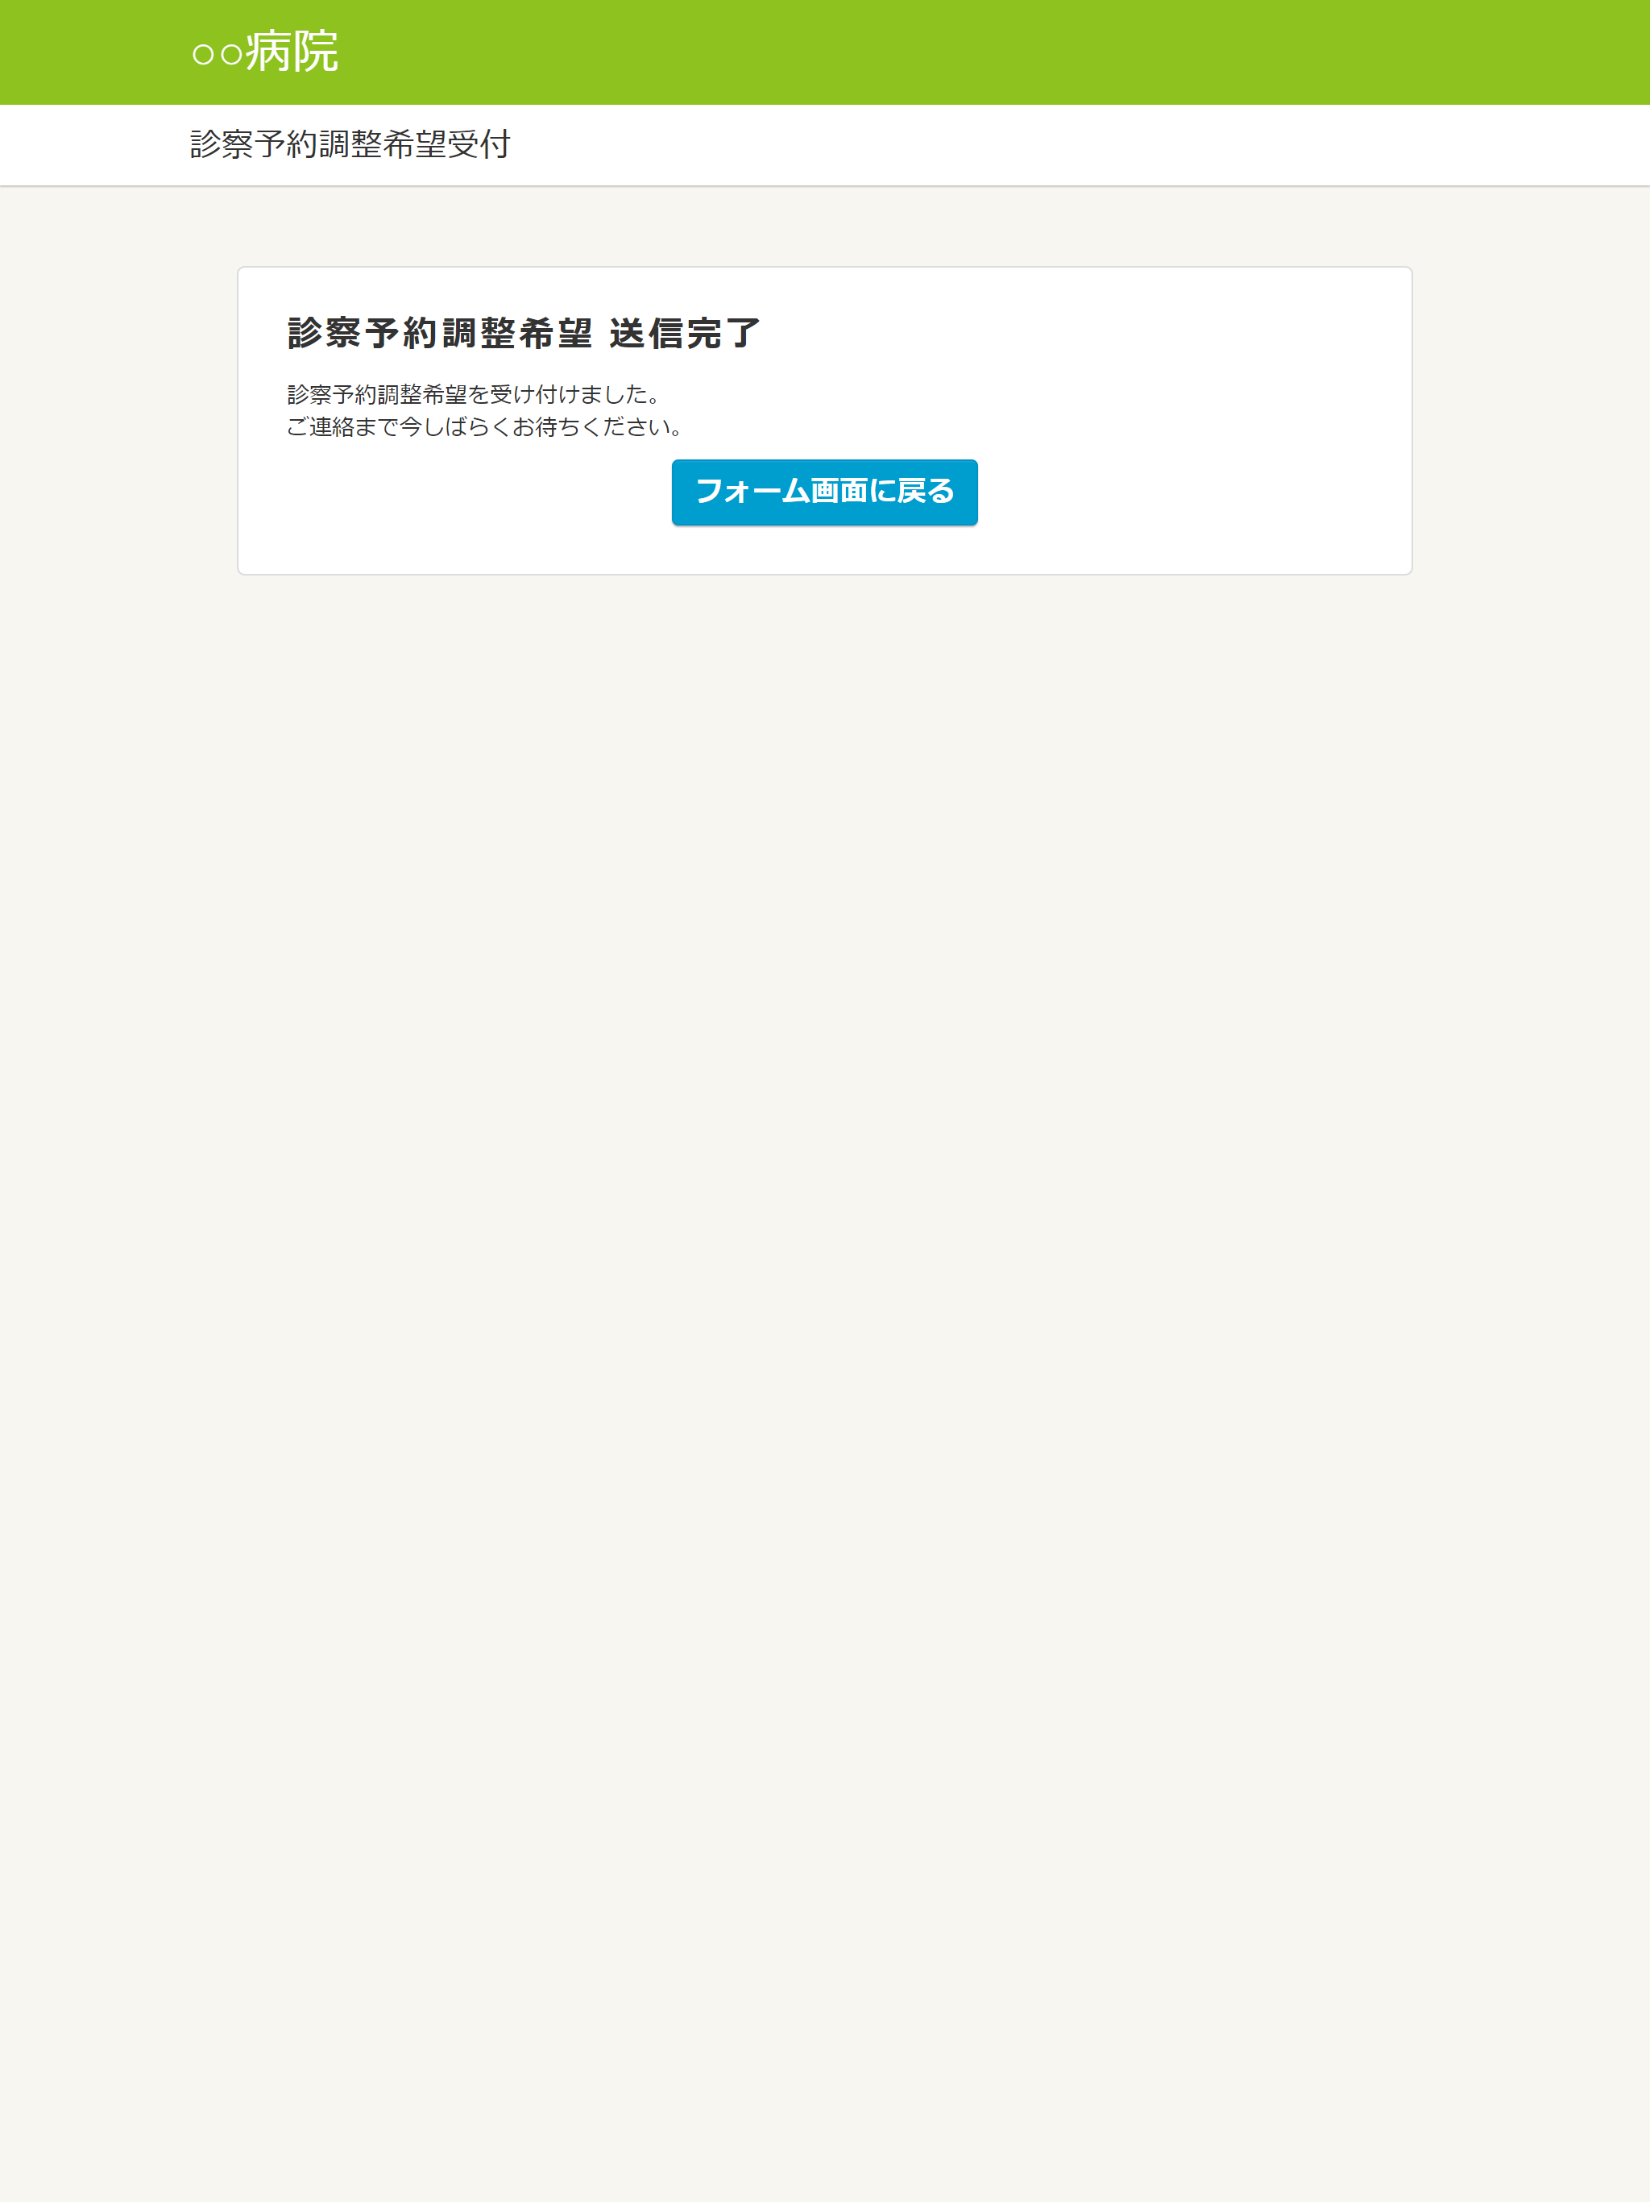 ○○病院
診察予約調整希望受付
診察予約調整希望 送信完了
診察予約調整希望を受け付けました。
ご連絡まで今しばらくお待ちください。
フォーム画面に戻る